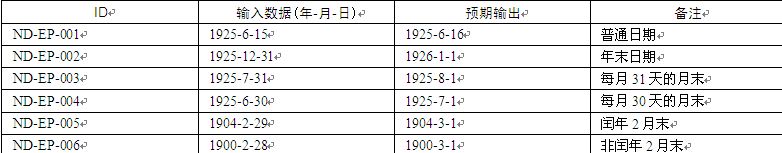 ID 输入数据(年-月-日) 预期输出 备注
ND-EP-001 1925-6-15 1925-6-16 普通日期
ND-EP-002 1925-12-31 1926-1-1 年末日期
ND-EP-003 1925-7-31 1925-8-1 每月 31 天的月末
ND-EP-004 1925-6-30 1925-7-1 每月 30 天的月末
ND-EP-005 1904-2-29 1904-3-1 闰年 2 月末
ND-EP-006 1900-2-28 1900-3-1 非闰年 2 月末